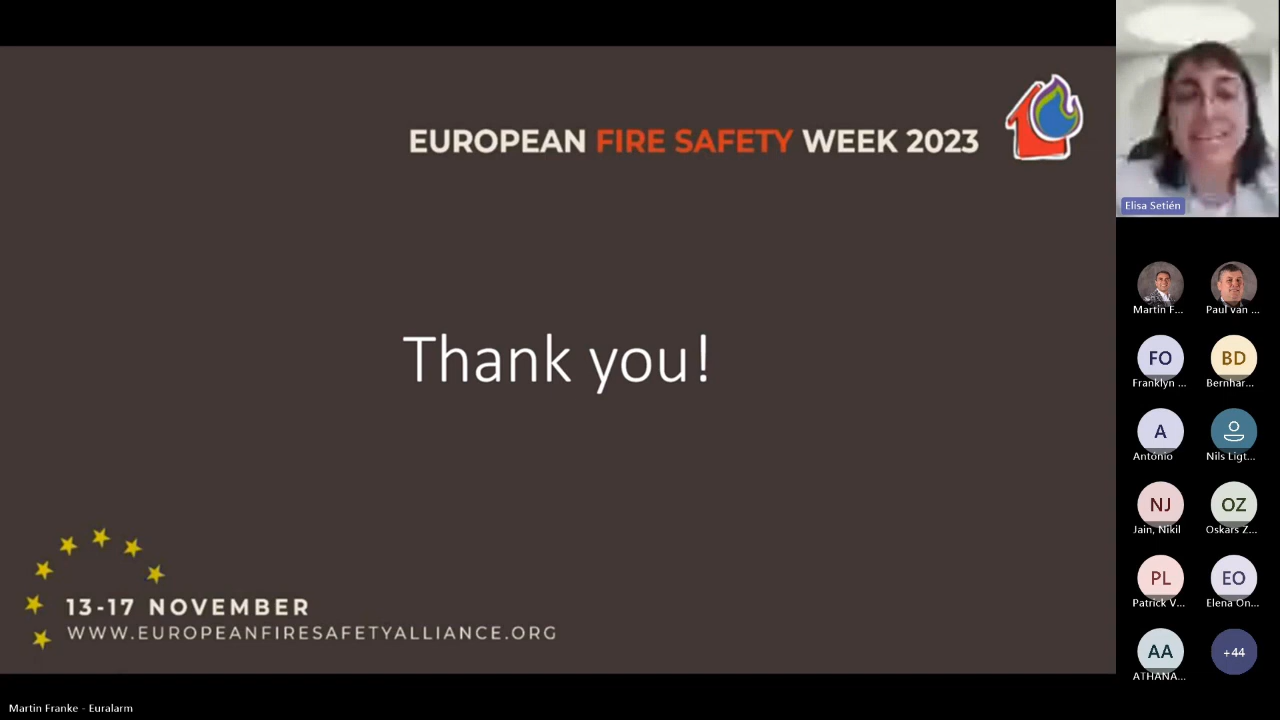 EUROPEAN FIRE SAFETY WEEK 2023
Thank you!
13-17 NOVEMBER
WWW.EUROPEANFIRESAFETYALLIANCE.ORG
Martin Franke - Euralarm
Elisa Setién
Martin F...
Paul van ...
FO
Franklyn ...
BD
Bernhar...
A
António
Nils Ligt...
NJ
Jain, Nikil
OZ
Oskars Z...
PL
Patrick V...
EO
Elena On...
AA
ATHANA...
+44